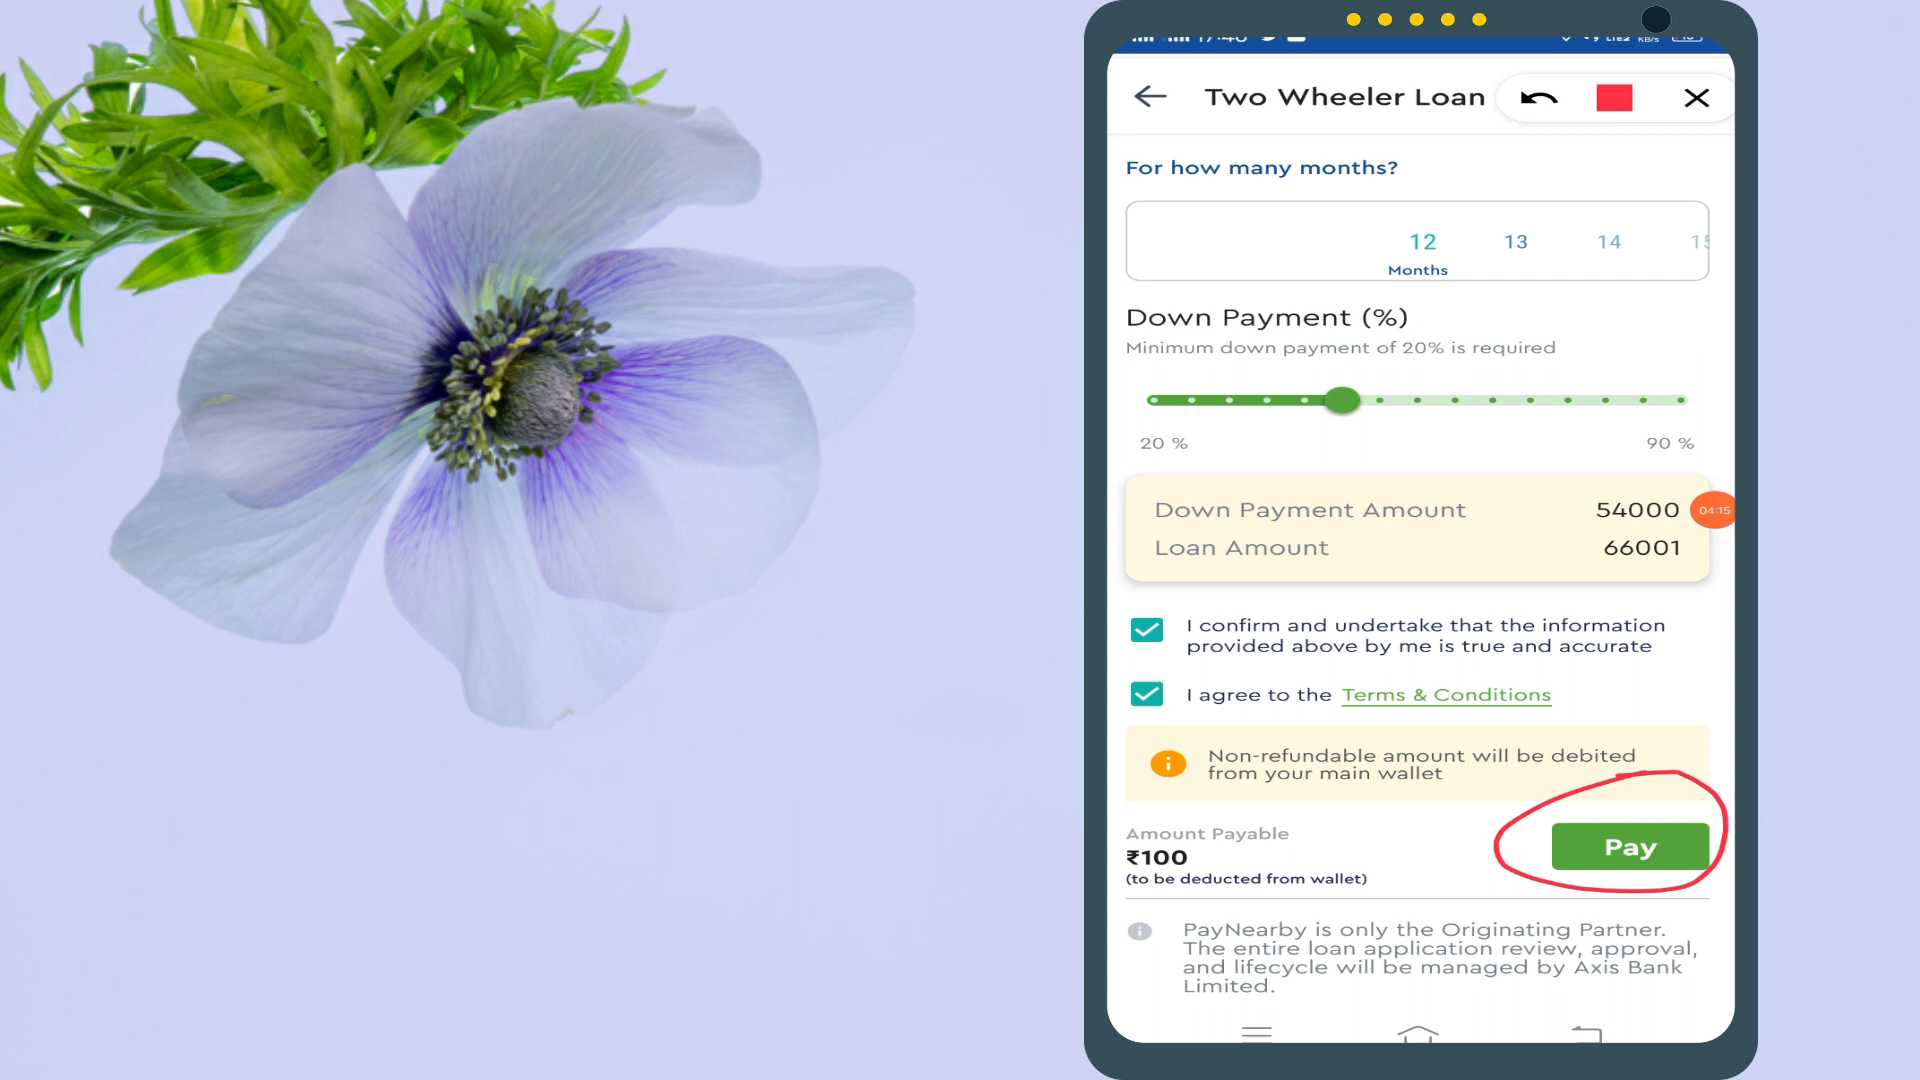 Two Wheeler Loan
For how many months?
12 13 14
Months
Down Payment (%)
Minimum down payment of 20% is required
20 % 90 %
Down Payment Amount 54000
04:15
Loan Amount 66001
I confirm and undertake that the information
provided above by me is true and accurate
I agree to the Terms & Conditions
Non-refundable amount will be debited
from your main wallet
Amount Payable
₹100
Pay
(to be deducted from wallet)
PayNearby is only the Originating Partner.
The entire loan application review, approval,
and lifecycle will be managed by Axis Bank
Limited.